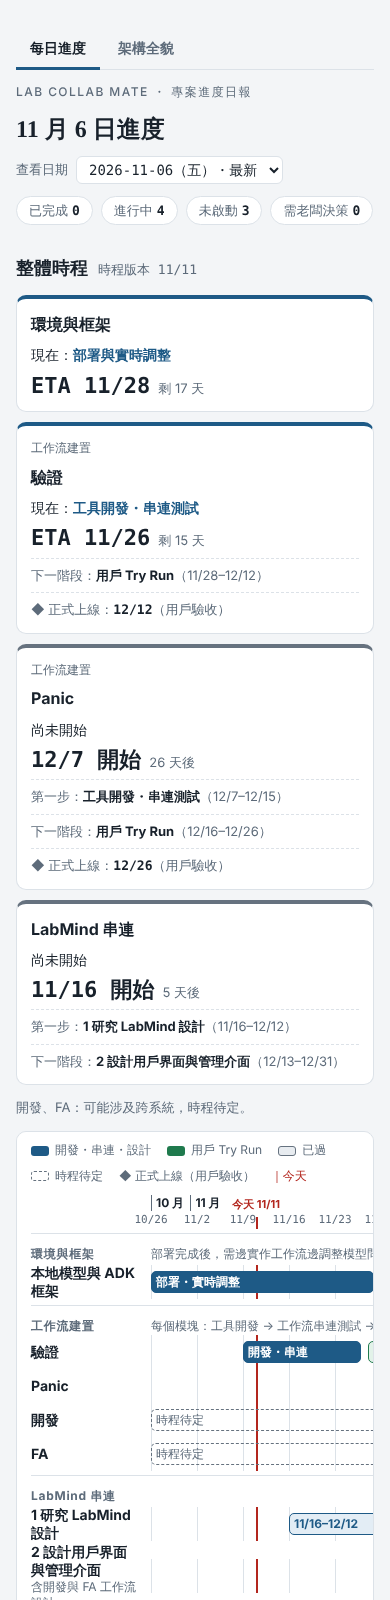 每日進度 架構全貌
LAB COLLAB MATE · 專案進度日報
11 月 6 日進度
查看日期 2026-11-06（五）· 最新
已完成 0 進行中 4 未啟動 3 需老闆決策 0
整體時程 時程版本 11/11
環境與框架
現在：部署與實時調整
ETA 11/28 剩 17 天
工作流建置
驗證
現在：工具開發・串連測試
ETA 11/26 剩 15 天
下一階段：用戶 Try Run（11/28–12/12）
◆ 正式上線：12/12（用戶驗收）
工作流建置
Panic
尚未開始
12/7 開始 26 天後
第一步：工具開發・串連測試（12/7–12/15）
下一階段：用戶 Try Run（12/16–12/26）
◆ 正式上線：12/26（用戶驗收）
LabMind 串連
尚未開始
11/16 開始 5 天後
第一步：1 研究 LabMind 設計（11/16–12/12）
下一階段：2 設計用戶界面與管理介面（12/13–12/31）
開發、FA：可能涉及跨系統，時程待定。
開發・串連・設計 用戶 Try Run 已過
時程待定 ◆ 正式上線（用戶驗收） ｜今天
10 月 11 月 今天 11/11
10/26 11/2 11/9 11/16 11/23
環境與框架 部署完成後，需邊實作工作流邊調整模型
本地模型與 ADK
框架
部署・實時調整
工作流建置 每個模塊：工具開發 → 工作流串連測試 →
驗證 開發・串連
Panic
開發 時程待定
FA 時程待定
LabMind 串連
1 研究 LabMind
設計
11/16–12/12
2 設計用戶界面
與管理介面
含開發與 FA 工作流